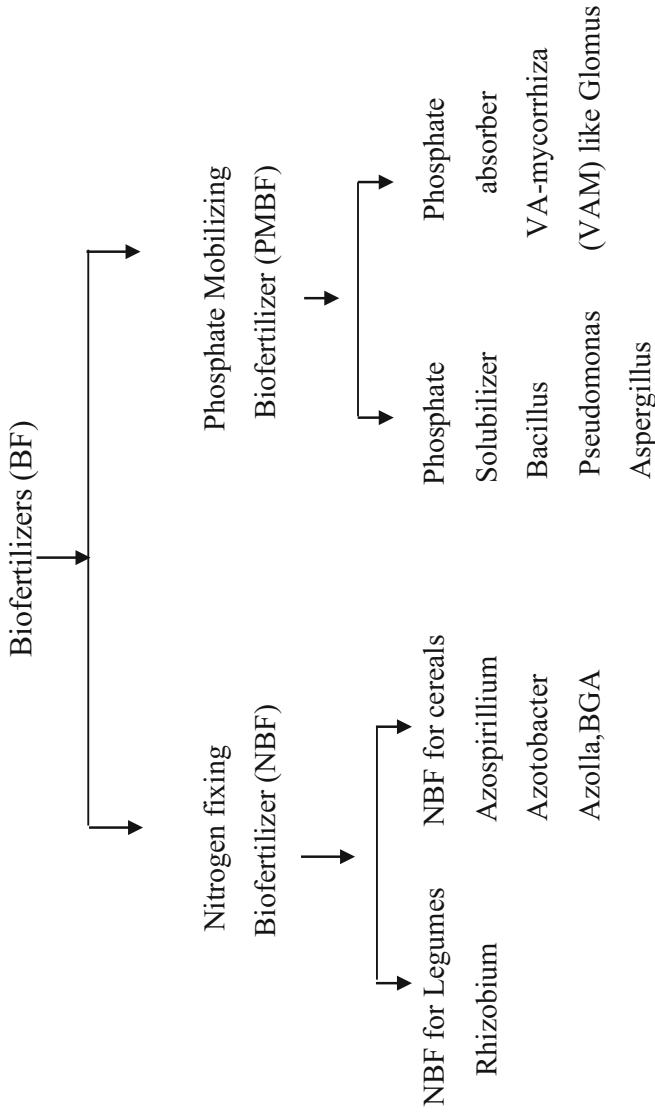 Biofertilizers (BF)
Nitrogen fixing
Biofertilizer (NBF)
Phosphate Mobilizing
Biofertilizer (PMBF)
NBF for Legumes
Rhizobium
NBF for cereals
Azospirillium
Azotobacter
Azolla,BGA
Phosphate
Solubilizer
Bacillus
Pseudomonas
Aspergillus
Phosphate
absorber
VA-mycorrhiza
(VAM) like Glomus